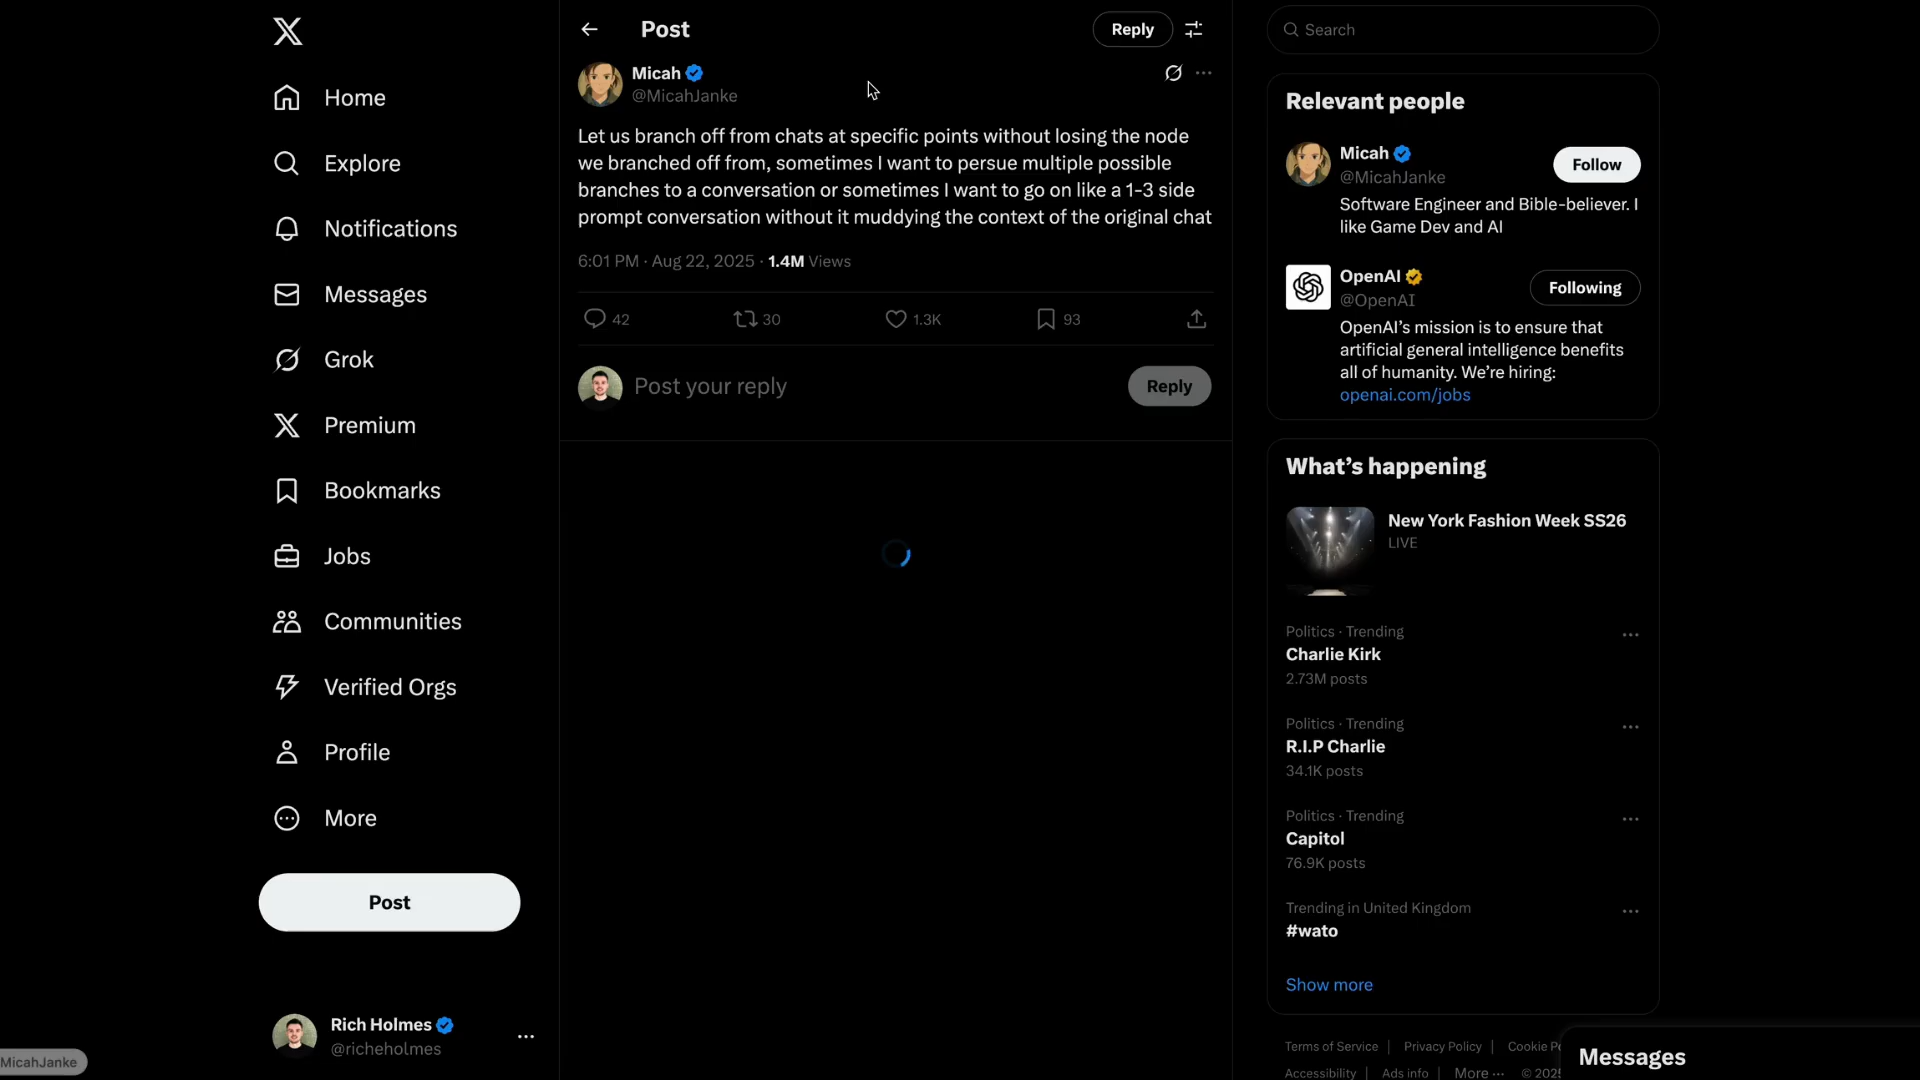 Home
Explore
Notifications
Messages
Grok
Premium
Bookmarks
Jobs
Communities
Verified Orgs
Profile
More
Post
Rich Holmes
@richeholmes
MicahJanke
Post
Reply
Micah
@MicahJanke
Let us branch off from chats at specific points without losing the node
we branched off from, sometimes I want to persue multiple possible
branches to a conversation or sometimes I want to go on like a 1-3 side
prompt conversation without it muddying the context of the original chat
6:01 PM · Aug 22, 2025 · 1.4M Views
42
30
1.3K
93
Post your reply
Reply
Search
Relevant people
Micah
@MicahJanke
Follow
Software Engineer and Bible-believer. I
like Game Dev and AI
OpenAI
@OpenAI
Following
OpenAI’s mission is to ensure that
artificial general intelligence benefits
all of humanity. We’re hiring:
openai.com/jobs
What’s happening
New York Fashion Week SS26
LIVE
Politics · Trending
Charlie Kirk
2.73M posts
Politics · Trending
R.I.P Charlie
34.1K posts
Politics · Trending
Capitol
76.9K posts
Trending in United Kingdom
#wato
Show more
Terms of Service | Privacy Policy | Cookie
Accessibility | Ads info | More ··· © 2025
Messages